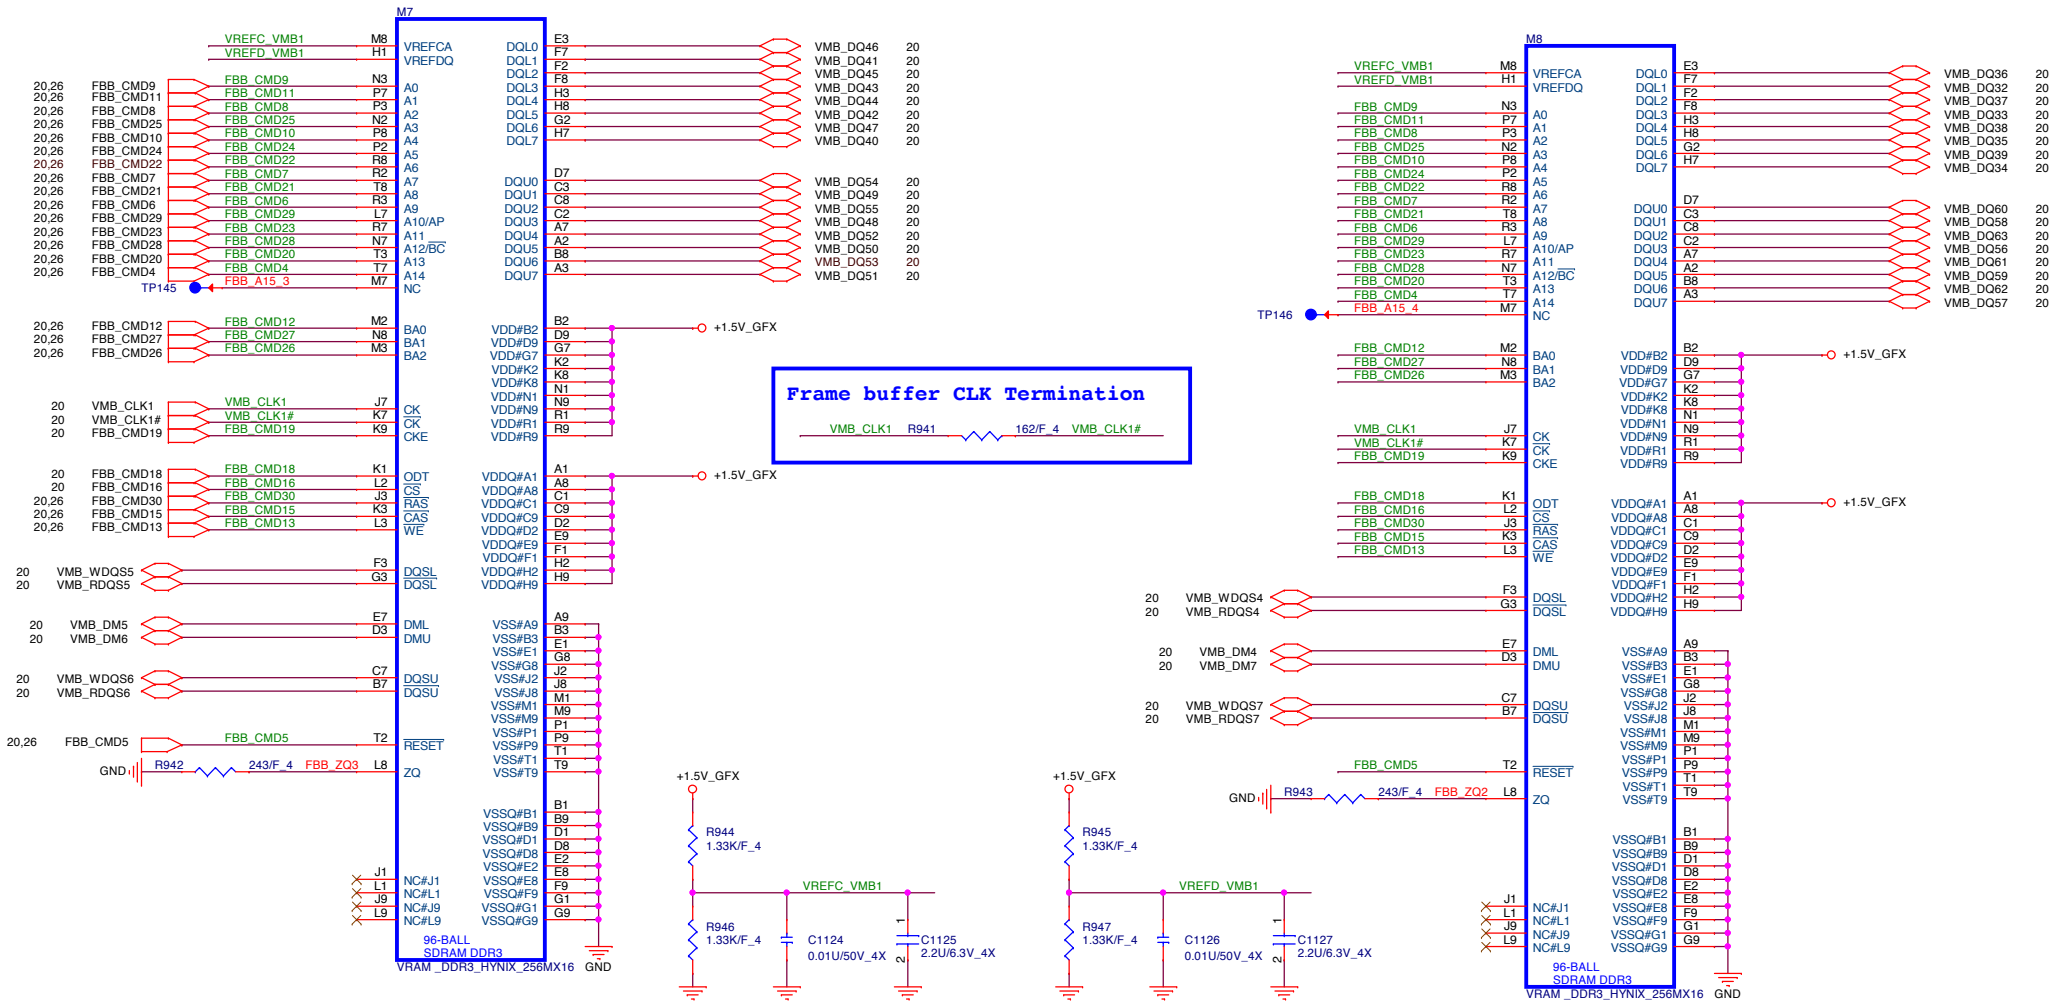 M7
VREFC_VMB1 M8 VREFCA DQL0 E3 VMB_DQ46 20
VREFD_VMB1 H1 VREFDQ DQL1 F7 VMB_DQ41 20
DQL2 F2 VMB_DQ45 20
20,26 FBB_CMD9 FBB_CMD9 N3 A0 DQL3 F8 VMB_DQ43 20
20,26 FBB_CMD11 FBB_CMD11 P7 A1 DQL4 H3 VMB_DQ44 20
20,26 FBB_CMD8 FBB_CMD8 P3 A2 DQL5 H8 VMB_DQ42 20
20,26 FBB_CMD25 FBB_CMD25 N2 A3 DQL6 G2 VMB_DQ47 20
20,26 FBB_CMD10 FBB_CMD10 P8 A4 DQL7 H7 VMB_DQ40 20
20,26 FBB_CMD24 FBB_CMD24 P2 A5
20,26 FBB_CMD22 FBB_CMD22 R8 A6
20,26 FBB_CMD7 FBB_CMD7 R2 A7 DQU0 D7 VMB_DQ54 20
20,26 FBB_CMD21 FBB_CMD21 T8 A8 DQU1 C3 VMB_DQ49 20
20,26 FBB_CMD6 FBB_CMD6 R3 A9 DQU2 C8 VMB_DQ55 20
20,26 FBB_CMD29 FBB_CMD29 L7 A10/AP DQU3 C2 VMB_DQ48 20
20,26 FBB_CMD23 FBB_CMD23 R7 A11 DQU4 A7 VMB_DQ52 20
20,26 FBB_CMD28 FBB_CMD28 N7 A12/BC DQU5 A2 VMB_DQ50 20
20,26 FBB_CMD20 FBB_CMD20 T3 A13 DQU6 B8 VMB_DQ53 20
20,26 FBB_CMD4 FBB_CMD4 T7 A14 DQU7 A3 VMB_DQ51 20
TP145 FBB_A15_3 M7 NC
20,26 FBB_CMD12 FBB_CMD12 M2 BA0 VDD#B2 B2 +1.5V_GFX
20,26 FBB_CMD27 FBB_CMD27 N8 BA1 VDD#D9 D9
20,26 FBB_CMD26 FBB_CMD26 M3 BA2 VDD#G7 G7
VDD#K2 K2
VDD#K8 K8
VDD#N1 N1
20 VMB_CLK1 VMB_CLK1 J7 CK VDD#N9 N9
20 VMB_CLK1# VMB_CLK1# K7 CK VDD#R1 R1
20 FBB_CMD19 FBB_CMD19 K9 CKE VDD#R9 R9
20 FBB_CMD18 FBB_CMD18 K1 ODT VDDQ#A1 A1 +1.5V_GFX
20 FBB_CMD16 FBB_CMD16 L2 CS VDDQ#A8 A8
20,26 FBB_CMD30 FBB_CMD30 J3 RAS VDDQ#C1 C1
20,26 FBB_CMD15 FBB_CMD15 K3 CAS VDDQ#C9 C9
20,26 FBB_CMD13 FBB_CMD13 L3 WE VDDQ#D2 D2
VDDQ#E9 E9
VDDQ#F1 F1
20 VMB_WDQS5 F3 DQSL VDDQ#H2 H2
20 VMB_RDQS5 G3 DQSL VDDQ#H9 H9
20 VMB_DM5 E7 DML VSS#A9 A9
20 VMB_DM6 D3 DMU VSS#B3 B3
VSS#E1 E1
VSS#G8 G8
20 VMB_WDQS6 C7 DQSU VSS#J2 J2
20 VMB_RDQS6 B7 DQSU VSS#J8 J8
VSS#M1 M1
VSS#M9 M9
VSS#P1 P1
20,26 FBB_CMD5 FBB_CMD5 T2 RESET VSS#P9 P9
VSS#T1 T1
GND R942 243/F_4 FBB_ZQ3 L8 ZQ VSS#T9 T9
VSSQ#B1 B1
VSSQ#B9 B9
VSSQ#D1 D1
VSSQ#D8 D8
VSSQ#E2 E2
J1 NC#J1 VSSQ#E8 E8
L1 NC#L1 VSSQ#F9 F9
J9 NC#J9 VSSQ#G1 G1
L9 NC#L9 VSSQ#G9 G9
96-BALL
SDRAM DDR3
VRAM _DDR3_HYNIX_256MX16 GND
Frame buffer CLK Termination
VMB_CLK1 R941 162/F_4 VMB_CLK1#
+1.5V_GFX
R944
1.33K/F_4
VREFC_VMB1
R946
1.33K/F_4
C1124
0.01U/50V_4X
1
C1125
2.2U/6.3V_4X
2
+1.5V_GFX
R945
1.33K/F_4
VREFD_VMB1
R947
1.33K/F_4
C1126
0.01U/50V_4X
1
C1127
2.2U/6.3V_4X
2
M8
VREFC_VMB1 M8 VREFCA DQL0 E3 VMB_DQ36 20
VREFD_VMB1 H1 VREFDQ DQL1 F7 VMB_DQ32 20
DQL2 F2 VMB_DQ37 20
FBB_CMD9 N3 A0 DQL3 F8 VMB_DQ33 20
FBB_CMD11 P7 A1 DQL4 H3 VMB_DQ38 20
FBB_CMD8 P3 A2 DQL5 H8 VMB_DQ35 20
FBB_CMD25 N2 A3 DQL6 G2 VMB_DQ39 20
FBB_CMD10 P8 A4 DQL7 H7 VMB_DQ34 20
FBB_CMD24 P2 A5
FBB_CMD22 R8 A6
FBB_CMD7 R2 A7 DQU0 D7 VMB_DQ60 20
FBB_CMD21 T8 A8 DQU1 C3 VMB_DQ58 20
FBB_CMD6 R3 A9 DQU2 C8 VMB_DQ63 20
FBB_CMD29 L7 A10/AP DQU3 C2 VMB_DQ56 20
FBB_CMD23 R7 A11 DQU4 A7 VMB_DQ61 20
FBB_CMD28 N7 A12/BC DQU5 A2 VMB_DQ59 20
FBB_CMD20 T3 A13 DQU6 B8 VMB_DQ62 20
FBB_CMD4 T7 A14 DQU7 A3 VMB_DQ57 20
TP146 FBB_A15_4 M7 NC
FBB_CMD12 M2 BA0 VDD#B2 B2 +1.5V_GFX
FBB_CMD27 N8 BA1 VDD#D9 D9
FBB_CMD26 M3 BA2 VDD#G7 G7
VDD#K2 K2
VDD#K8 K8
VDD#N1 N1
VMB_CLK1 J7 CK VDD#N9 N9
VMB_CLK1# K7 CK VDD#R1 R1
FBB_CMD19 K9 CKE VDD#R9 R9
FBB_CMD18 K1 ODT VDDQ#A1 A1 +1.5V_GFX
FBB_CMD16 L2 CS VDDQ#A8 A8
FBB_CMD30 J3 RAS VDDQ#C1 C1
FBB_CMD15 K3 CAS VDDQ#C9 C9
FBB_CMD13 L3 WE VDDQ#D2 D2
VDDQ#E9 E9
VDDQ#F1 F1
20 VMB_WDQS4 F3 DQSL VDDQ#H2 H2
20 VMB_RDQS4 G3 DQSL VDDQ#H9 H9
20 VMB_DM4 E7 DML VSS#A9 A9
20 VMB_DM7 D3 DMU VSS#B3 B3
VSS#E1 E1
VSS#G8 G8
20 VMB_WDQS7 C7 DQSU VSS#J2 J2
20 VMB_RDQS7 B7 DQSU VSS#J8 J8
VSS#M1 M1
VSS#M9 M9
VSS#P1 P1
FBB_CMD5 T2 RESET VSS#P9 P9
VSS#T1 T1
GND R943 243/F_4 FBB_ZQ2 L8 ZQ VSS#T9 T9
VSSQ#B1 B1
VSSQ#B9 B9
VSSQ#D1 D1
VSSQ#D8 D8
VSSQ#E2 E2
J1 NC#J1 VSSQ#E8 E8
L1 NC#L1 VSSQ#F9 F9
J9 NC#J9 VSSQ#G1 G1
L9 NC#L9 VSSQ#G9 G9
96-BALL
SDRAM DDR3
VRAM _DDR3_HYNIX_256MX16 GND